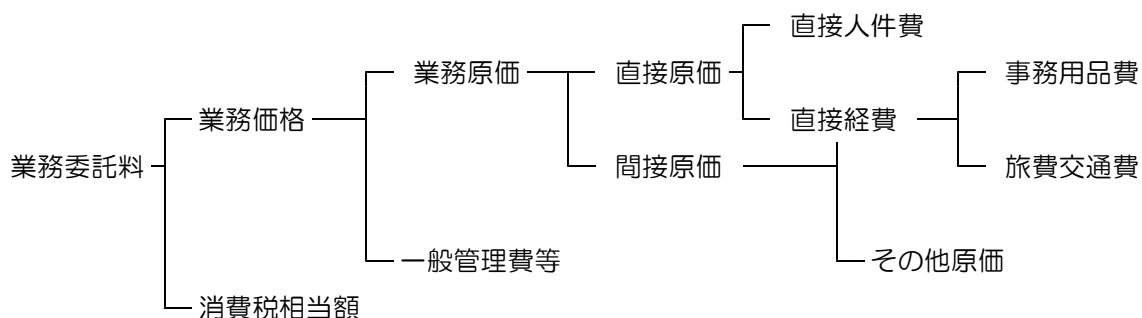 直接人件費
業務原価
直接原価
事務用品費
業務価格
直接経費
業務委託料
間接原価
旅費交通費
一般管理費等
その他原価
消費税相当額